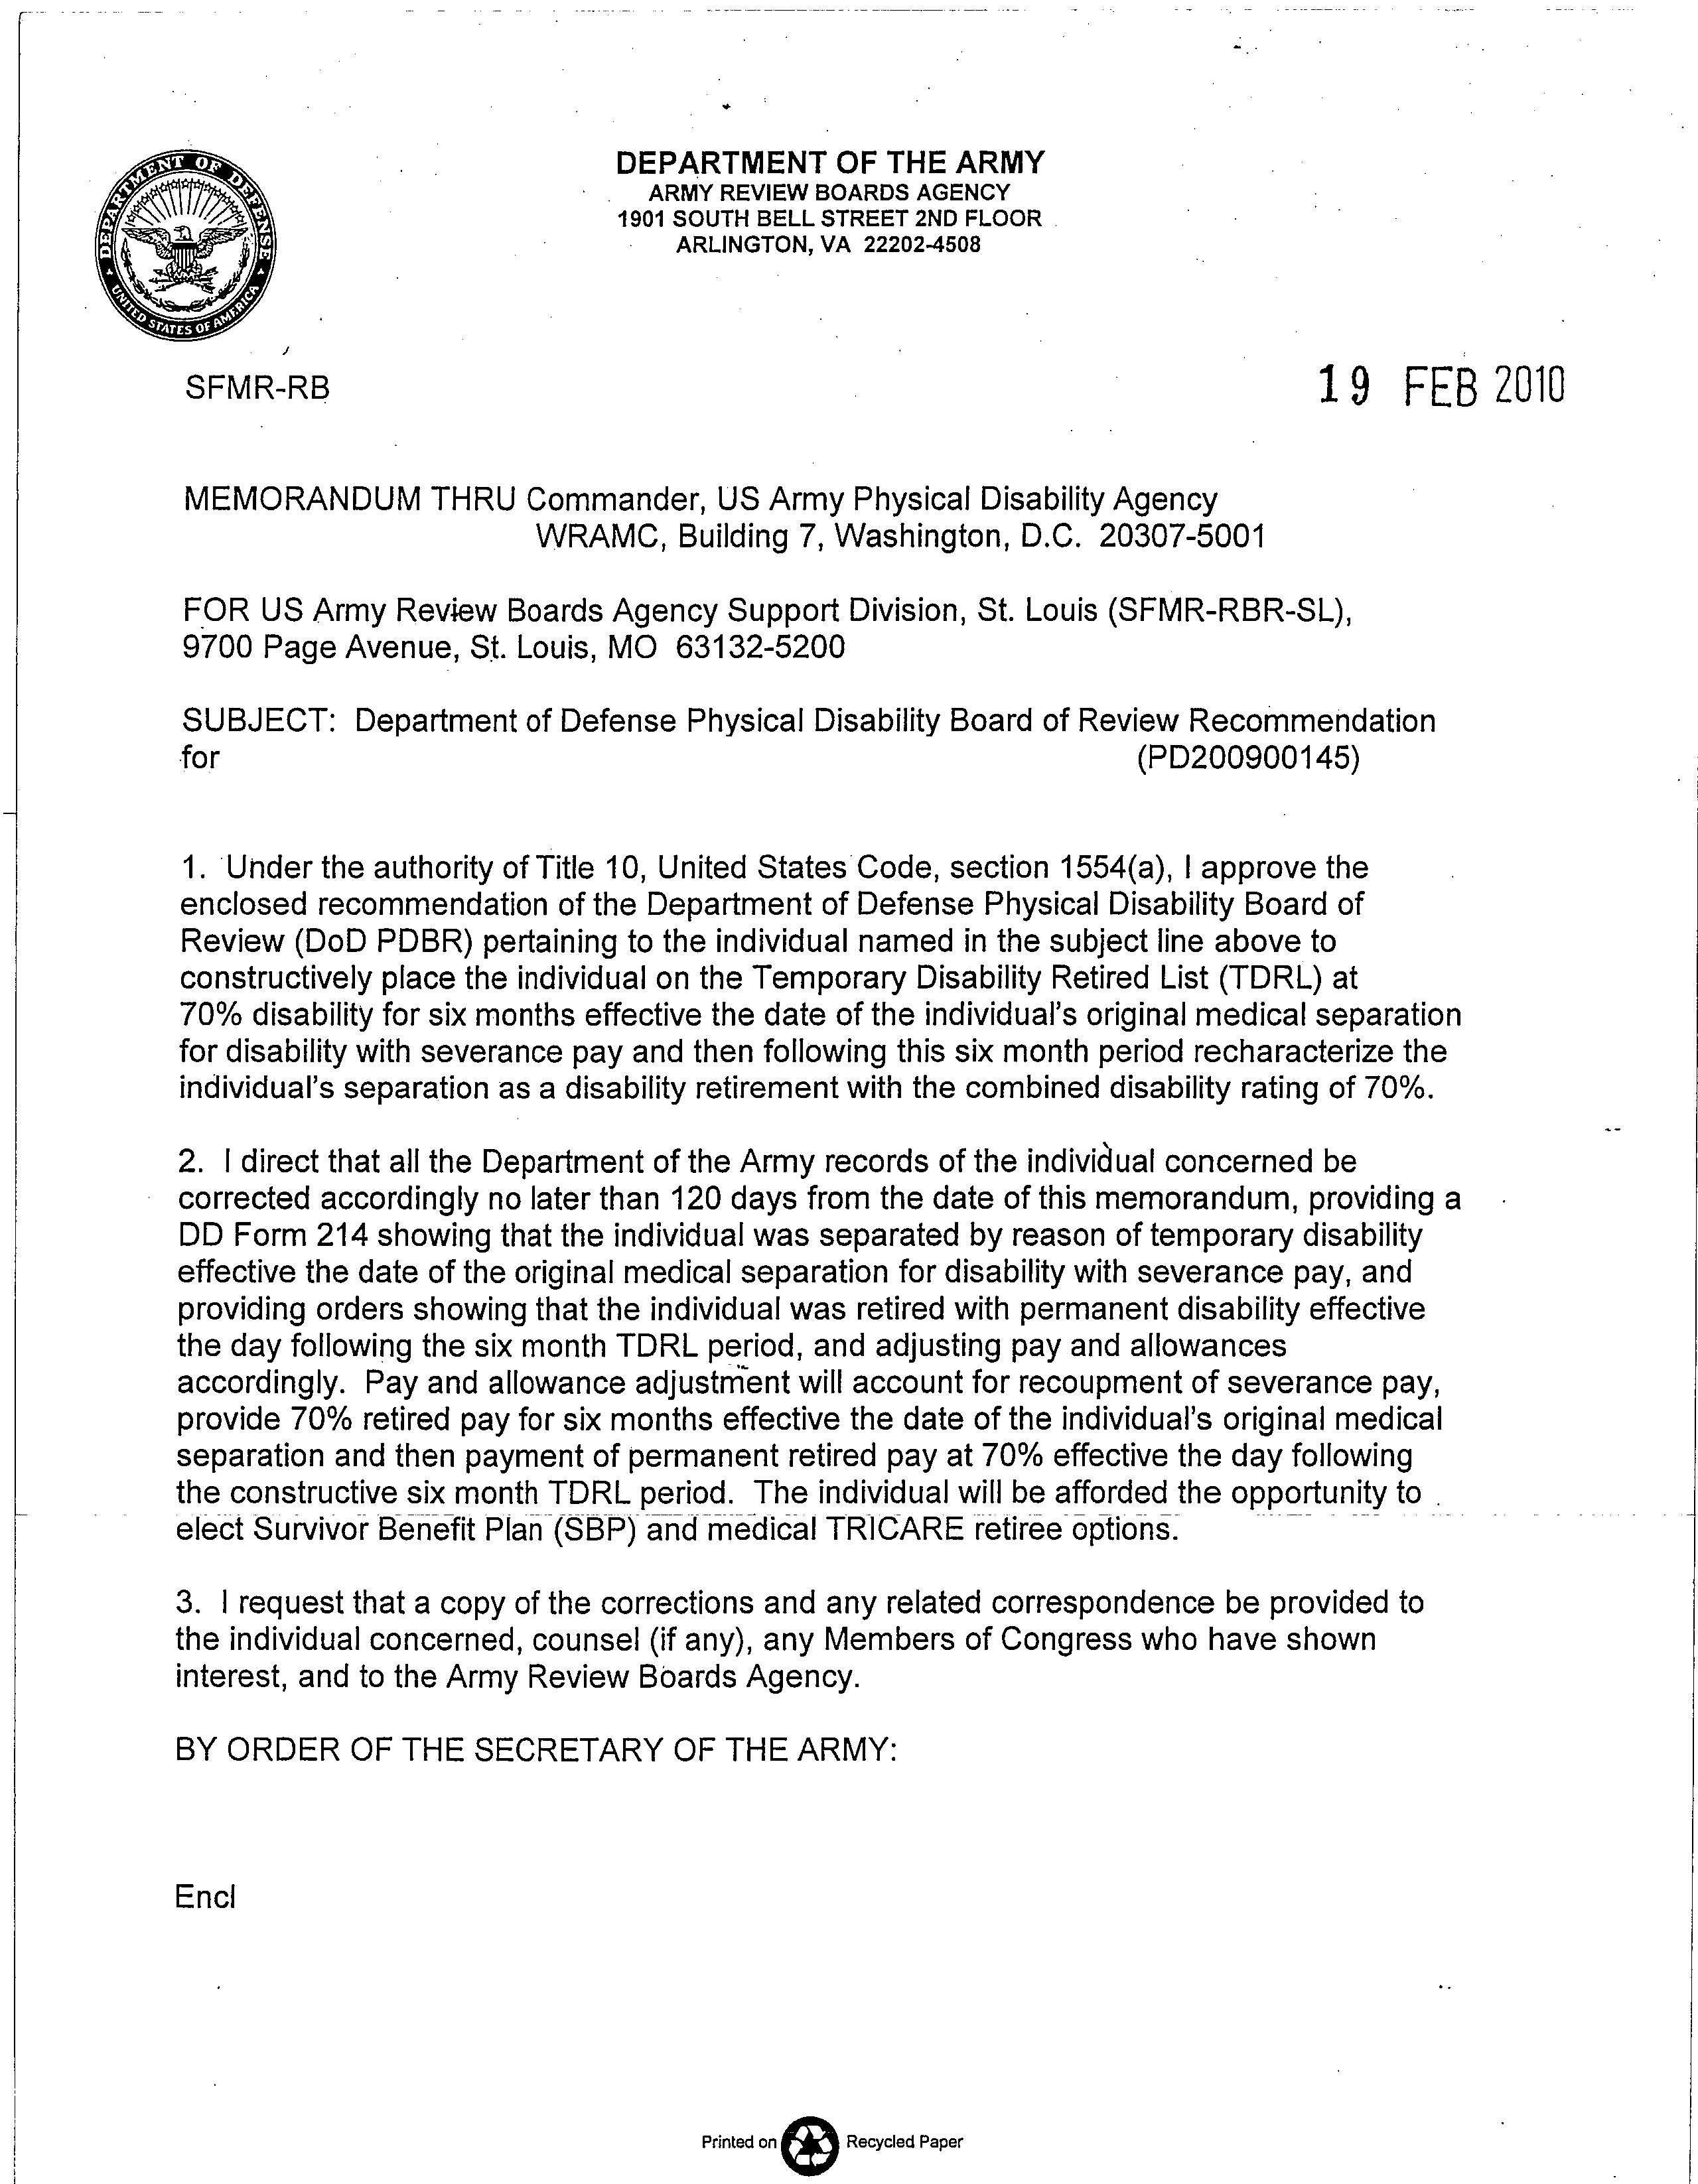 DEPARTMENT OF DEFENSE
UNITED STATES OF AMERICA
DEPARTMENT OF THE ARMY
ARMY REVIEW BOARDS AGENCY
1901 SOUTH BELL STREET 2ND FLOOR
ARLINGTON, VA 22202-4508
SFMR-RB
19 FEB 2010
MEMORANDUM THRU Commander, US Army Physical Disability Agency
WRAMC, Building 7, Washington, D.C. 20307-5001
FOR US Army Review Boards Agency Support Division, St. Louis (SFMR-RBR-SL),
9700 Page Avenue, St. Louis, MO 63132-5200
SUBJECT: Department of Defense Physical Disability Board of Review Recommendation
for (PD200900145)
1. Under the authority of Title 10, United States Code, section 1554(a), I approve the
enclosed recommendation of the Department of Defense Physical Disability Board of
Review (DoD PDBR) pertaining to the individual named in the subject line above to
constructively place the individual on the Temporary Disability Retired List (TDRL) at
70% disability for six months effective the date of the individual's original medical separation
for disability with severance pay and then following this six month period recharacterize the
individual's separation as a disability retirement with the combined disability rating of 70%.
2. I direct that all the Department of the Army records of the individual concerned be
corrected accordingly no later than 120 days from the date of this memorandum, providing a
DD Form 214 showing that the individual was separated by reason of temporary disability
effective the date of the original medical separation for disability with severance pay, and
providing orders showing that the individual was retired with permanent disability effective
the day following the six month TDRL period, and adjusting pay and allowances
accordingly. Pay and allowance adjustment will account for recoupment of severance pay,
provide 70% retired pay for six months effective the date of the individual's original medical
separation and then payment of permanent retired pay at 70% effective the day following
the constructive six month TDRL period. The individual will be afforded the opportunity to
elect Survivor Benefit Plan (SBP) and medical TRICARE retiree options.
3. I request that a copy of the corrections and any related correspondence be provided to
the individual concerned, counsel (if any), any Members of Congress who have shown
interest, and to the Army Review Boards Agency.
BY ORDER OF THE SECRETARY OF THE ARMY:
Encl
Printed on Recycled Paper